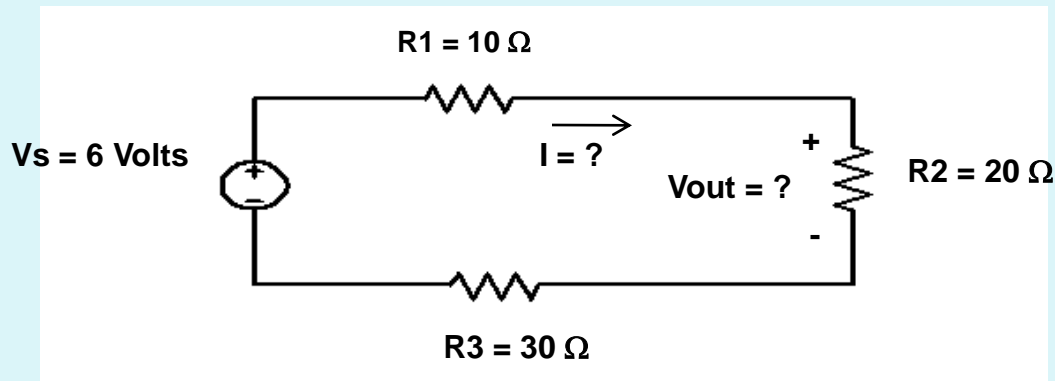 R1 = 10 Ω
Vs = 6 Volts
+
-
I = ?
Vout = ?
+
-
R2 = 20 Ω
R3 = 30 Ω